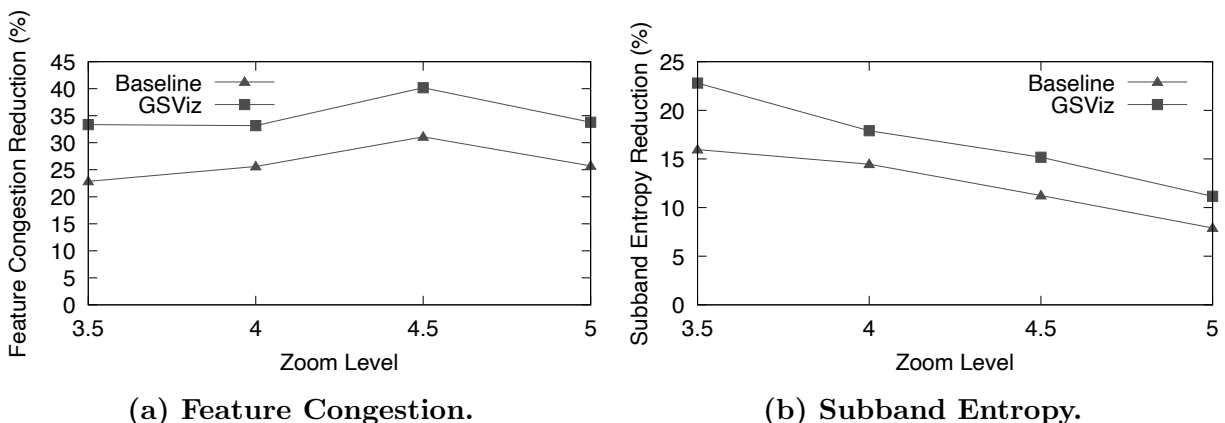 Feature Congestion Reduction (%)
45
40
35
30
25
20
15
10
5
0
Baseline
GSViz
3.5 4 4.5 5
Zoom Level
(a) Feature Congestion.
Subband Entropy Reduction (%)
25
20
15
10
5
0
Baseline
GSViz
3.5 4 4.5 5
Zoom Level
(b) Subband Entropy.